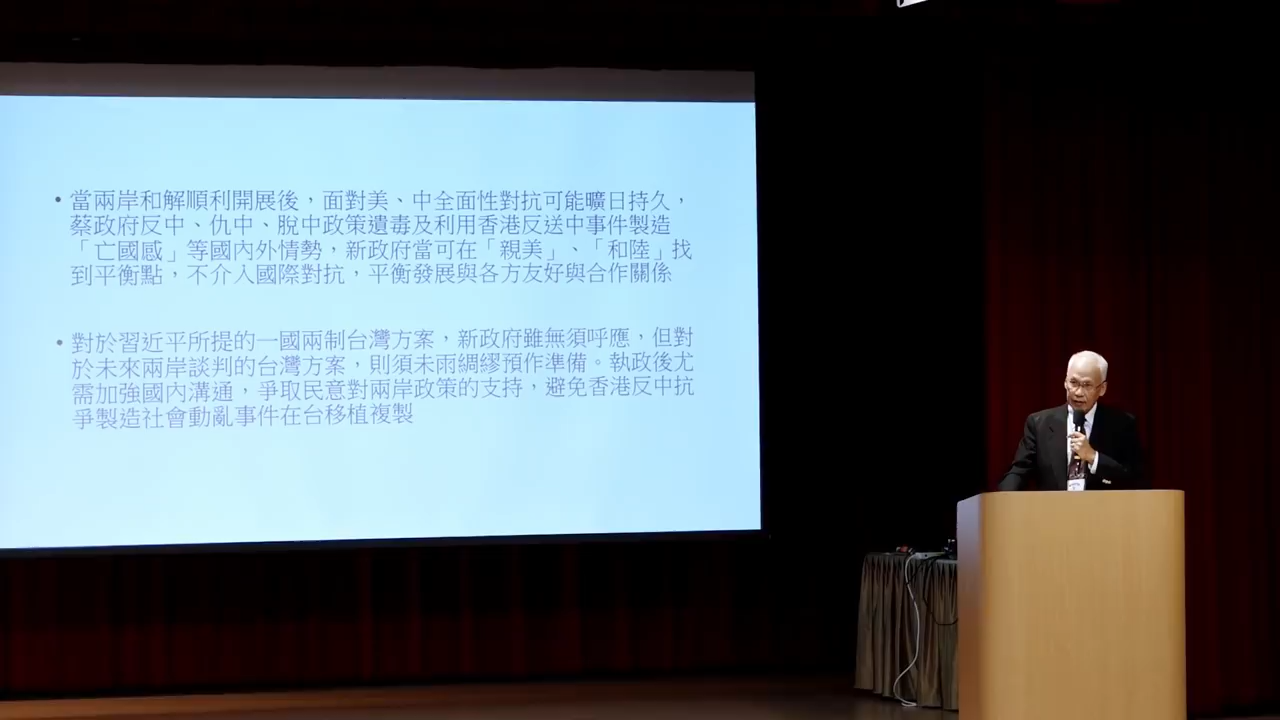 •當兩岸和解順利開展後，面對美、中全面性對抗可能曠日持久，
蔡政府反中、仇中、脫中政策遺毒及利用香港反送中事件製造
「亡國感」等國內外情勢，新政府當可在「親美」、「和陸」找
到平衡點，不介入國際對抗，平衡發展與各方友好與合作關係
•對於習近平所提的一國兩制台灣方案，新政府雖無須呼應，但對
於未來兩岸談判的台灣方案，則須未雨綢繆預作準備。執政後尤
需加強國內溝通，爭取民意對兩岸政策的支持，避免香港反中抗
爭製造社會動亂事件在台移植複製